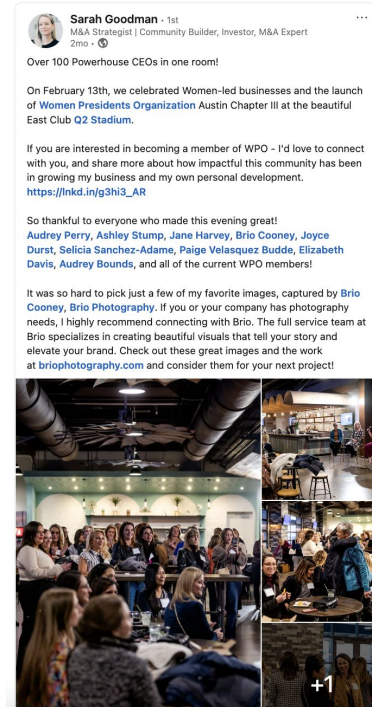 Sarah Goodman • 1st
M&A Strategist | Community Builder, Investor, M&A Expert
2mo •
Over 100 Powerhouse CEOs in one room!
On February 13th, we celebrated Women-led businesses and the launch
of Women Presidents Organization Austin Chapter III at the beautiful
East Club Q2 Stadium.
If you are interested in becoming a member of WPO - I'd love to connect
with you, and share more about how impactful this community has been
in growing my business and my own personal development.
https://lnkd.in/g3hi3_AR
So thankful to everyone who made this evening great!
Audrey Perry, Ashley Stump, Jane Harvey, Brio Cooney, Joyce
Durst, Selicia Sanchez-Adame, Paige Velasquez Budde, Elizabeth
Davis, Audrey Bounds, and all of the current WPO members!
It was so hard to pick just a few of my favorite images, captured by Brio
Cooney, Brio Photography. If you or your company has photography
needs, I highly recommend connecting with Brio. The full service team at
Brio specializes in creating beautiful visuals that tell your story and
elevate your brand. Check out these great images and the work
at briophotography.com and consider them for your next project!
+1